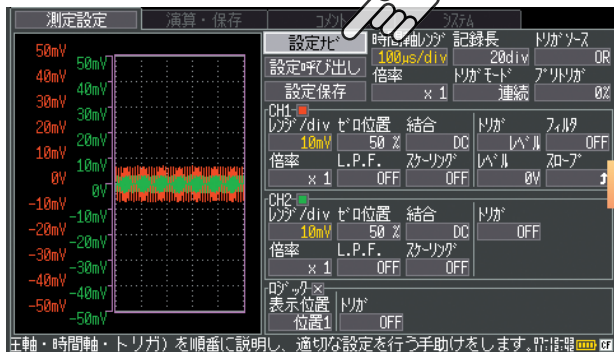 測定設定 演算・保存 コメント システム
設定ナビ 時間軸レンジ 記録長 トリガソース
100μs/div 20div OR
設定呼び出し 倍率 トリガモード プリトリガ
設定保存 × 1 連続 0%
CH1
レンジ/div ゼロ位置 結合 トリガ フィルタ
10mV 50 % DC レベル OFF
倍率 L.P.F. スケーリング レベル スロープ
× 1 OFF OFF 0V ↑
CH2
レンジ/div ゼロ位置 結合 トリガ
10mV 50 % DC OFF
倍率 L.P.F. スケーリング
× 1 OFF OFF
ロジック
表示位置 トリガ
位置1 OFF
50mV
50mV
40mV
40mV
30mV
30mV
20mV
20mV
10mV
10mV
0V
0V
-10mV
-10mV
-20mV
-20mV
-30mV
-30mV
-40mV
-40mV
-50mV
-50mV
圧軸・時間軸・トリガ）を順番に説明し、適切な設定を行う手助けをします。
CF